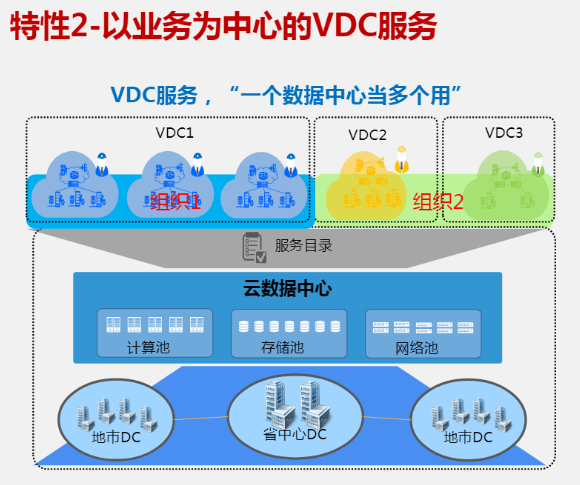 特性2-以业务为中心的VDC服务
VDC服务，“一个数据中心当多个用”
VDC1
VDC2
VDC3
组织1
组织2
服务目录
云数据中心
计算池
存储池
网络池
地市DC
省中心DC
地市DC